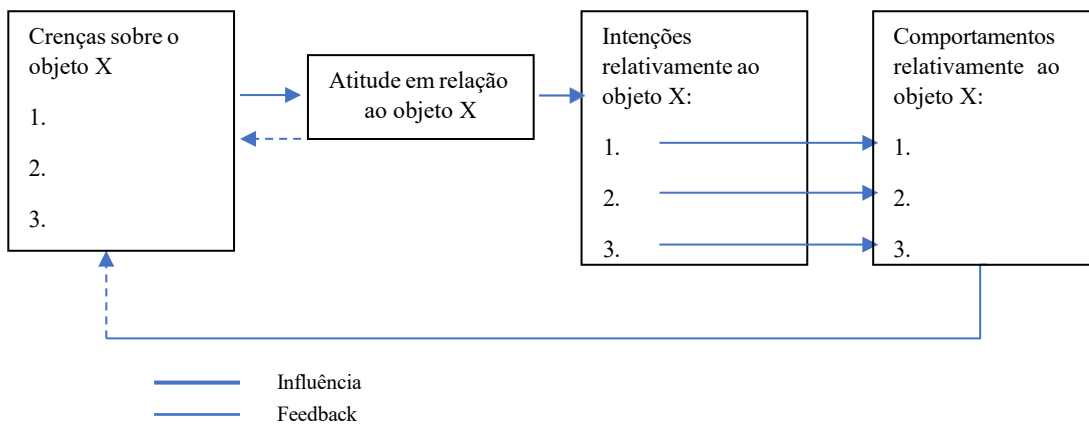 Crenças sobre o
objeto X
1.
2.
3.
Atitude em relação
ao objeto X
Intenções
relativamente ao
objeto X:
1.
2.
3.
Comportamentos
relativamente ao
objeto X:
1.
2.
3.
Influência
Feedback